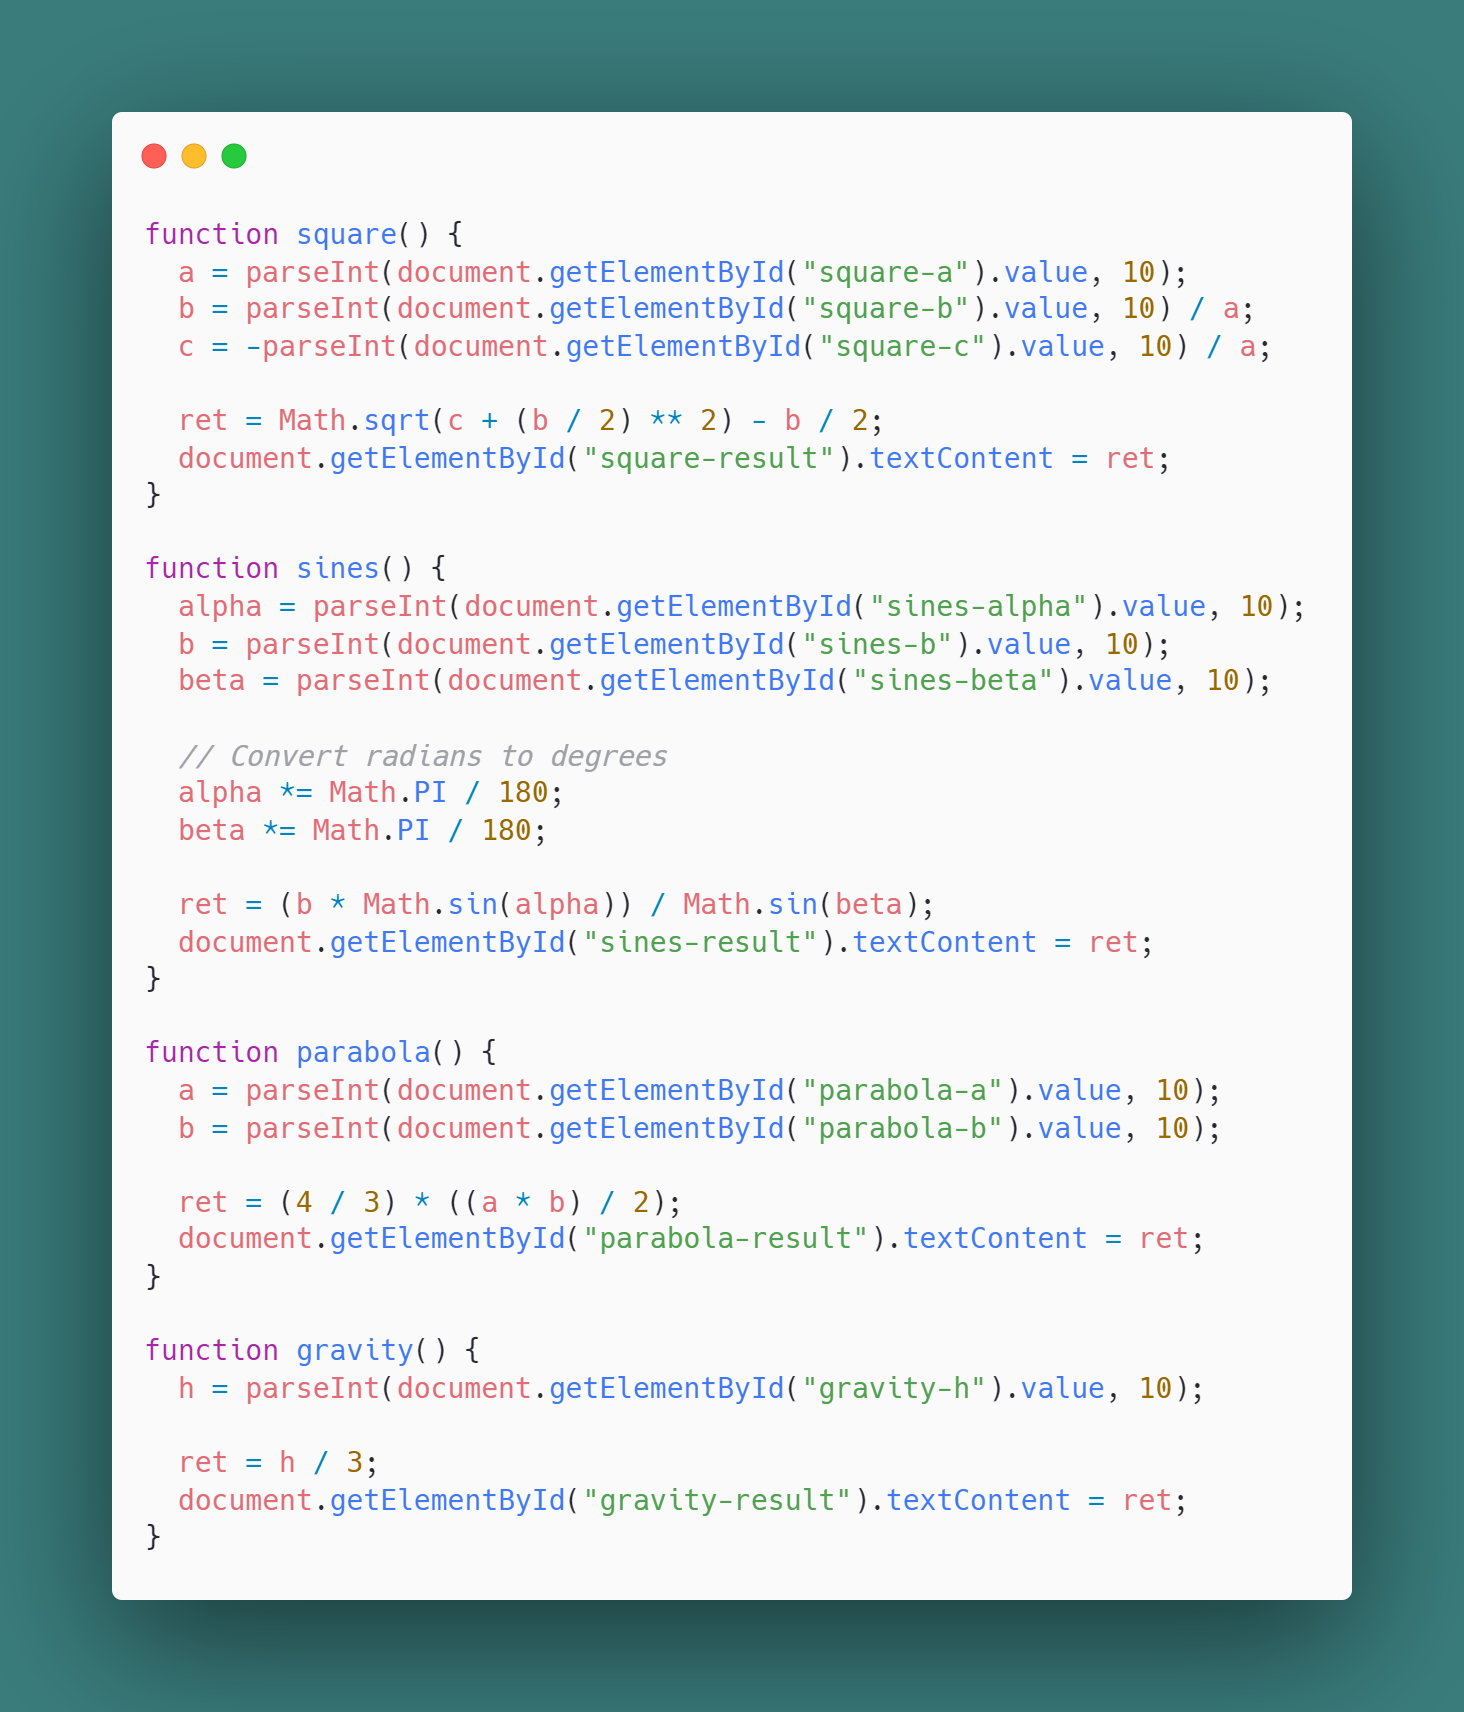 function square() {
  a = parseInt(document.getElementById("square-a").value, 10);
  b = parseInt(document.getElementById("square-b").value, 10) / a;
  c = -parseInt(document.getElementById("square-c").value, 10) / a;

  ret = Math.sqrt(c + (b / 2) ** 2) - b / 2;
  document.getElementById("square-result").textContent = ret;
}

function sines() {
  alpha = parseInt(document.getElementById("sines-alpha").value, 10);
  b = parseInt(document.getElementById("sines-b").value, 10);
  beta = parseInt(document.getElementById("sines-beta").value, 10);

  // Convert radians to degrees
  alpha *= Math.PI / 180;
  beta *= Math.PI / 180;

  ret = (b * Math.sin(alpha)) / Math.sin(beta);
  document.getElementById("sines-result").textContent = ret;
}

function parabola() {
  a = parseInt(document.getElementById("parabola-a").value, 10);
  b = parseInt(document.getElementById("parabola-b").value, 10);

  ret = (4 / 3) * ((a * b) / 2);
  document.getElementById("parabola-result").textContent = ret;
}

function gravity() {
  h = parseInt(document.getElementById("gravity-h").value, 10);

  ret = h / 3;
  document.getElementById("gravity-result").textContent = ret;
}